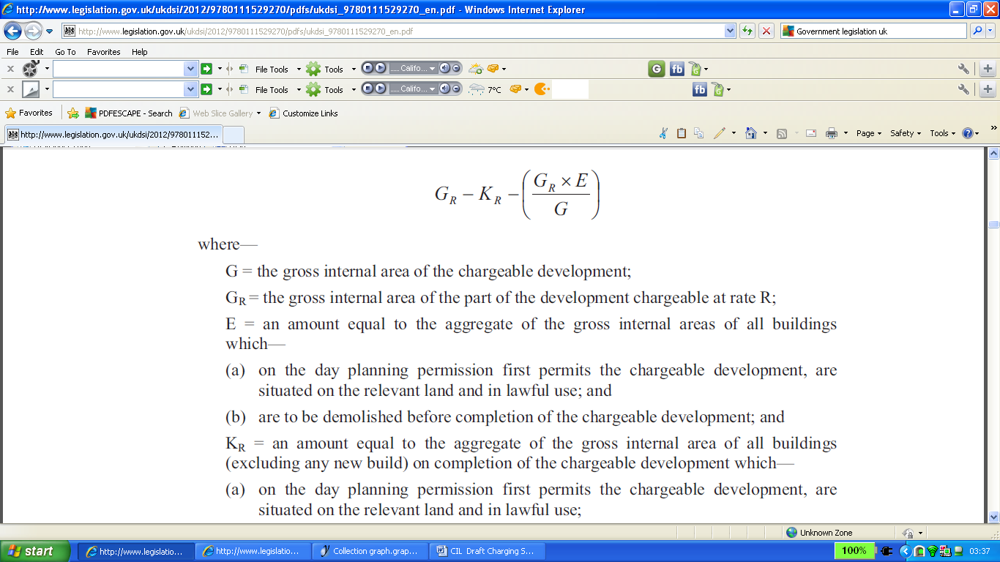 http://www.legislation.gov.uk/ukdsi/2012/9780111529270/pdfs/ukdsi_9780111529270_en.pdf - Windows Internet Explorer
http://www.legislation.gov.uk/ukdsi/2012/9780111529270/pdfs/ukdsi_9780111529270_en.pdf Government legislation uk
File Edit Go To Favorites Help
File Tools Tools ...... Califo... G fb G
File Tools Tools ...... Califo... 7°C fb G
Favorites PDFESCAPE - Search Web Slice Gallery Customize Links
http://www.legislation.gov.uk/ukdsi/2012/978011152... Page Safety Tools
G_R − K_R − (G_R × E / G)
where—
G = the gross internal area of the chargeable development;
G_R = the gross internal area of the part of the development chargeable at rate R;
E = an amount equal to the aggregate of the gross internal areas of all buildings
which—
(a) on the day planning permission first permits the chargeable development, are
situated on the relevant land and in lawful use; and
(b) are to be demolished before completion of the chargeable development; and
K_R = an amount equal to the aggregate of the gross internal area of all buildings
(excluding any new build) on completion of the chargeable development which—
(a) on the day planning permission first permits the chargeable development, are
situated on the relevant land and in lawful use;
Unknown Zone
start http://www.legislatio... http://www.legislatio... Collection graph.grap... CIL Draft Charging S... 100% 03:37